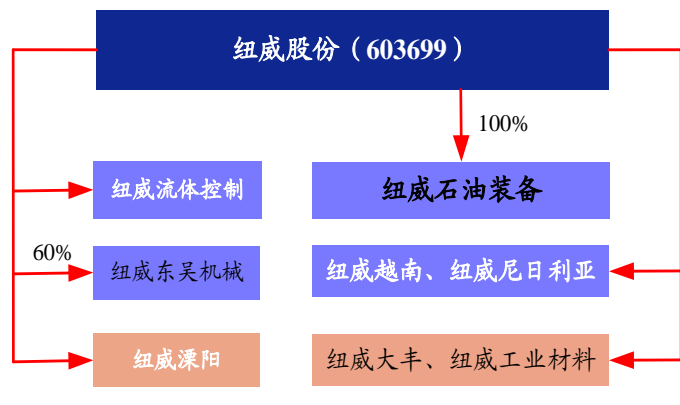 纽威股份（603699）
100%
纽威流体控制
纽威石油装备
60%
纽威东吴机械
纽威越南、纽威尼日利亚
纽威溧阳
纽威大丰、纽威工业材料